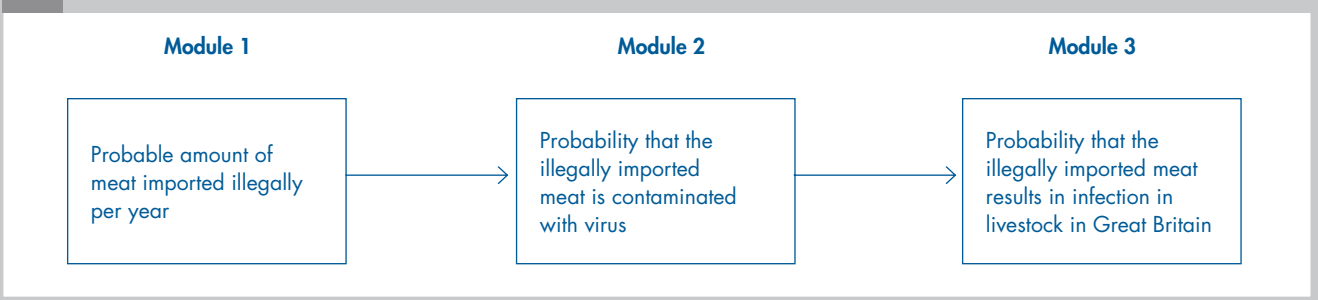 Module 1
Module 2
Module 3
Probable amount of
meat imported illegally
per year
Probability that the
illegally imported
meat is contaminated
with virus
Probability that the
illegally imported meat
results in infection in
livestock in Great Britain